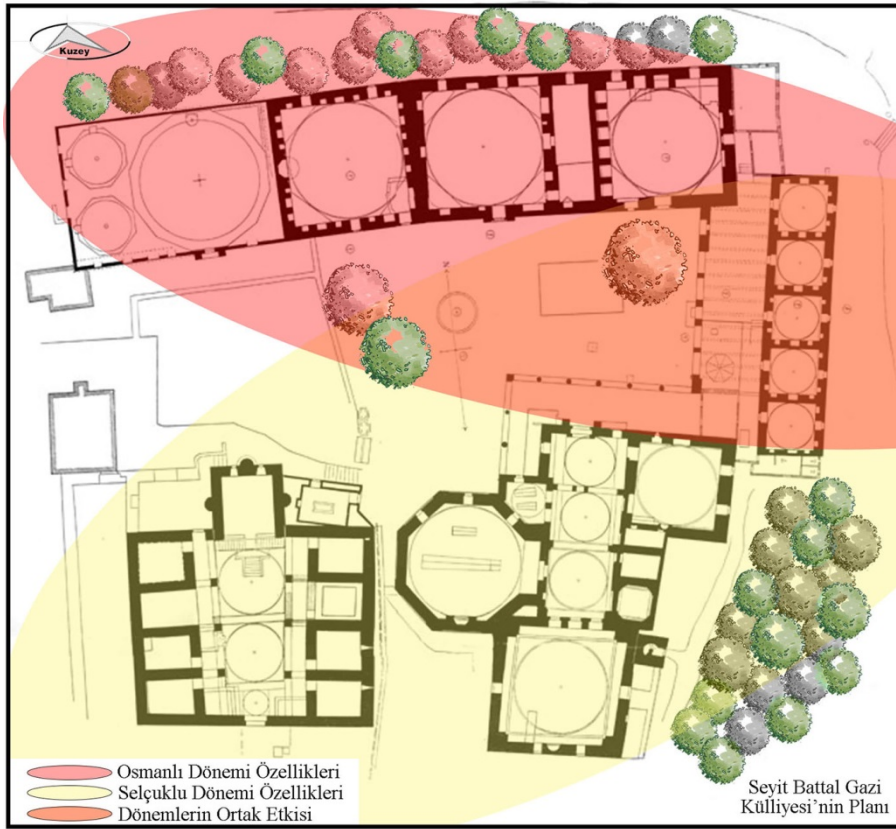 Kuzey
Osmanlı Dönemi Özellikleri
Selçuklu Dönemi Özellikleri
Dönemlerin Ortak Etkisi
Seyit Battal Gazi
Külliyesi’nin Planı